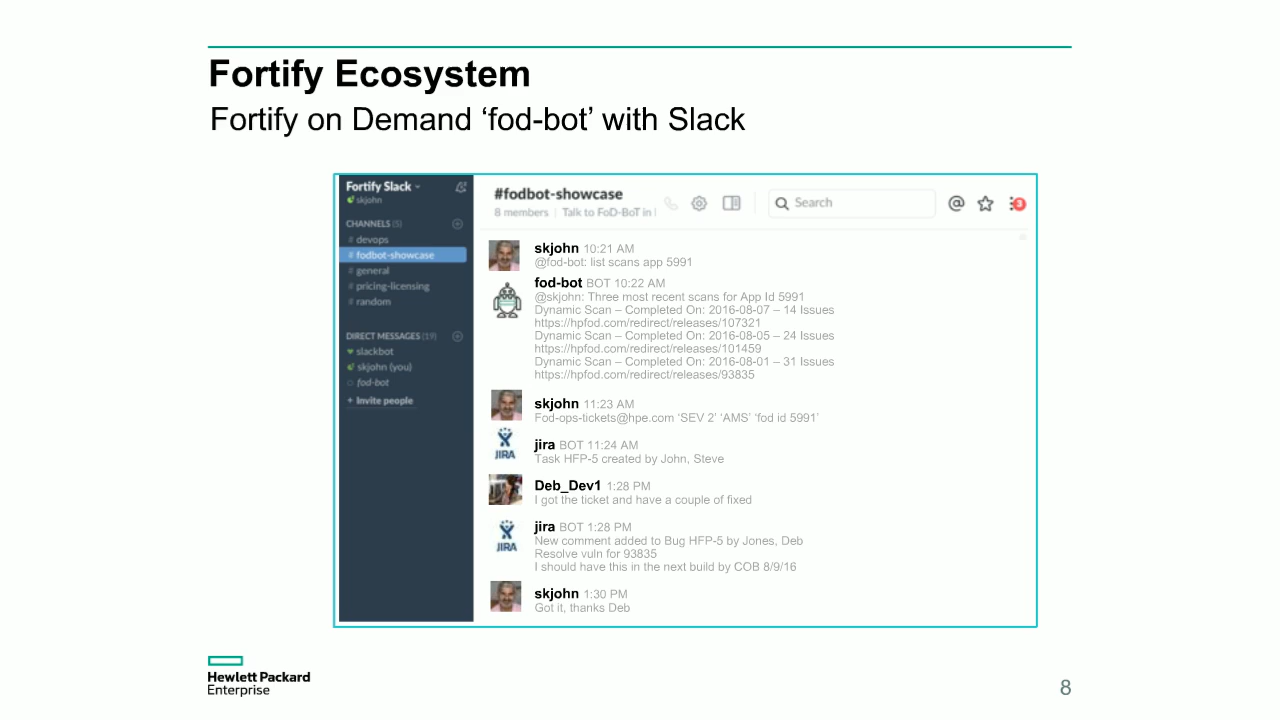 Fortify Ecosystem
Fortify on Demand ‘fod-bot’ with Slack
Fortify Slack
skjohn
CHANNELS (5)
# devops
# fodbot-showcase
# general
# pricing-licensing
# random
DIRECT MESSAGES (19)
slackbot
skjohn (you)
fod-bot
+ Invite people
#fodbot-showcase
8 members | Talk to FoD-BoT in
Search
3
skjohn 10:21 AM
@fod-bot: list scans app 5991
fod-bot BOT 10:22 AM
@skjohn: Three most recent scans for App Id 5991
Dynamic Scan – Completed On: 2016-08-07 – 14 Issues
https://hpfod.com/redirect/releases/107321
Dynamic Scan – Completed On: 2016-08-05 – 24 Issues
https://hpfod.com/redirect/releases/101459
Dynamic Scan – Completed On: 2016-08-01 – 31 Issues
https://hpfod.com/redirect/releases/93835
skjohn 11:23 AM
Fod-ops-tickets@hpe.com ‘SEV 2’ ‘AMS’ ‘fod id 5991’
JIRA
jira BOT 11:24 AM
Task HFP-5 created by John, Steve
Deb_Dev1 1:28 PM
I got the ticket and have a couple of fixed
JIRA
jira BOT 1:28 PM
New comment added to Bug HFP-5 by Jones, Deb
Resolve vuln for 93835
I should have this in the next build by COB 8/9/16
skjohn 1:30 PM
Got it, thanks Deb
Hewlett Packard
Enterprise
8